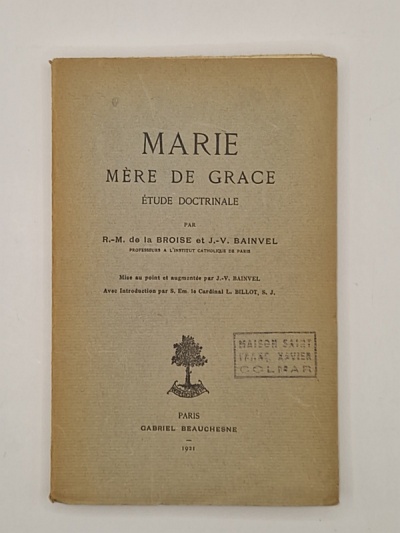 MARIE
MÈRE DE GRACE
ÉTUDE DOCTRINALE
PAR
R.-M. de la BROISE et J.-V. BAINVEL
PROFESSEURS A L'INSTITUT CATHOLIQUE DE PARIS
Mise au point et augmentée par J.-V. BAINVEL
Avec Introduction par S. Em. le Cardinal L. BILLOT, S. J.
MAISON SAINT
FRANÇ. XAVIER
COLMAR
PARIS
GABRIEL BEAUCHESNE
1921